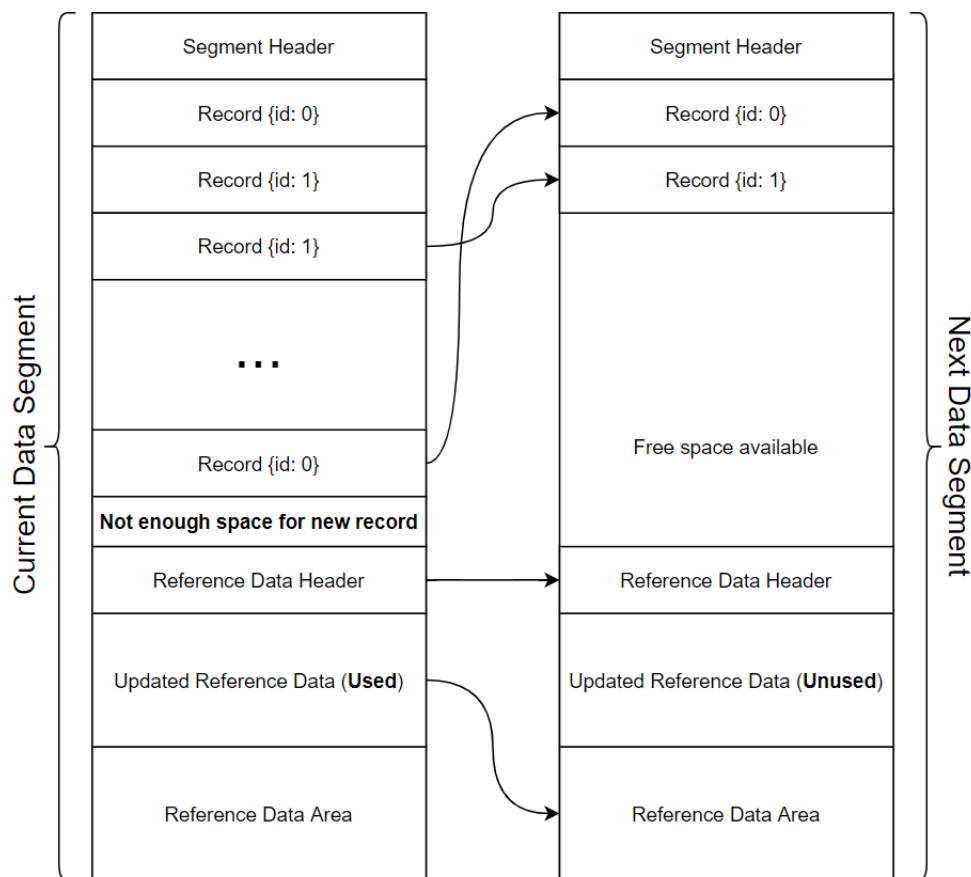 Current Data Segment
Segment Header
Record {id: 0}
Record {id: 1}
Record {id: 1}
...
Record {id: 0}
Not enough space for new record
Reference Data Header
Updated Reference Data (Used)
Reference Data Area
Segment Header
Record {id: 0}
Record {id: 1}
Free space available
Reference Data Header
Updated Reference Data (Unused)
Reference Data Area
Next Data Segment